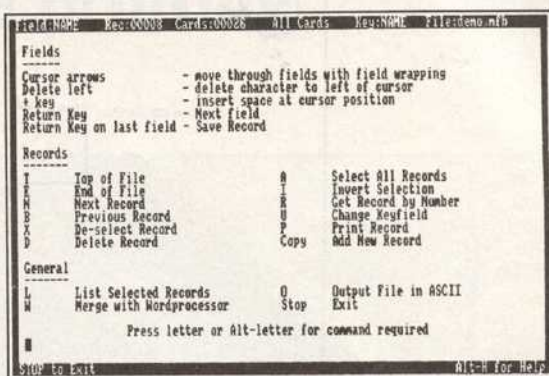 Field:NAME Rec:00008 Cards:00026 All Cards Key:NAME File:demo.mfb
Fields
Cursor arrows - move through fields with field wrapping
Delete left - delete character to left of cursor
+ key - insert space at cursor position
Return Key - Next field
Return Key on last field - Save Record
Records
T Top of File A Select All Records
E End of File I Invert Selection
N Next Record R Get Record by Number
B Previous Record U Change Keyfield
X De-select Record P Print Record
D Delete Record Copy Add New Record
General
L List Selected Records O Output File in ASCII
W Merge with Wordprocessor Stop Exit
Press letter or Alt-letter for command required
STOP to Exit Alt-H for Help